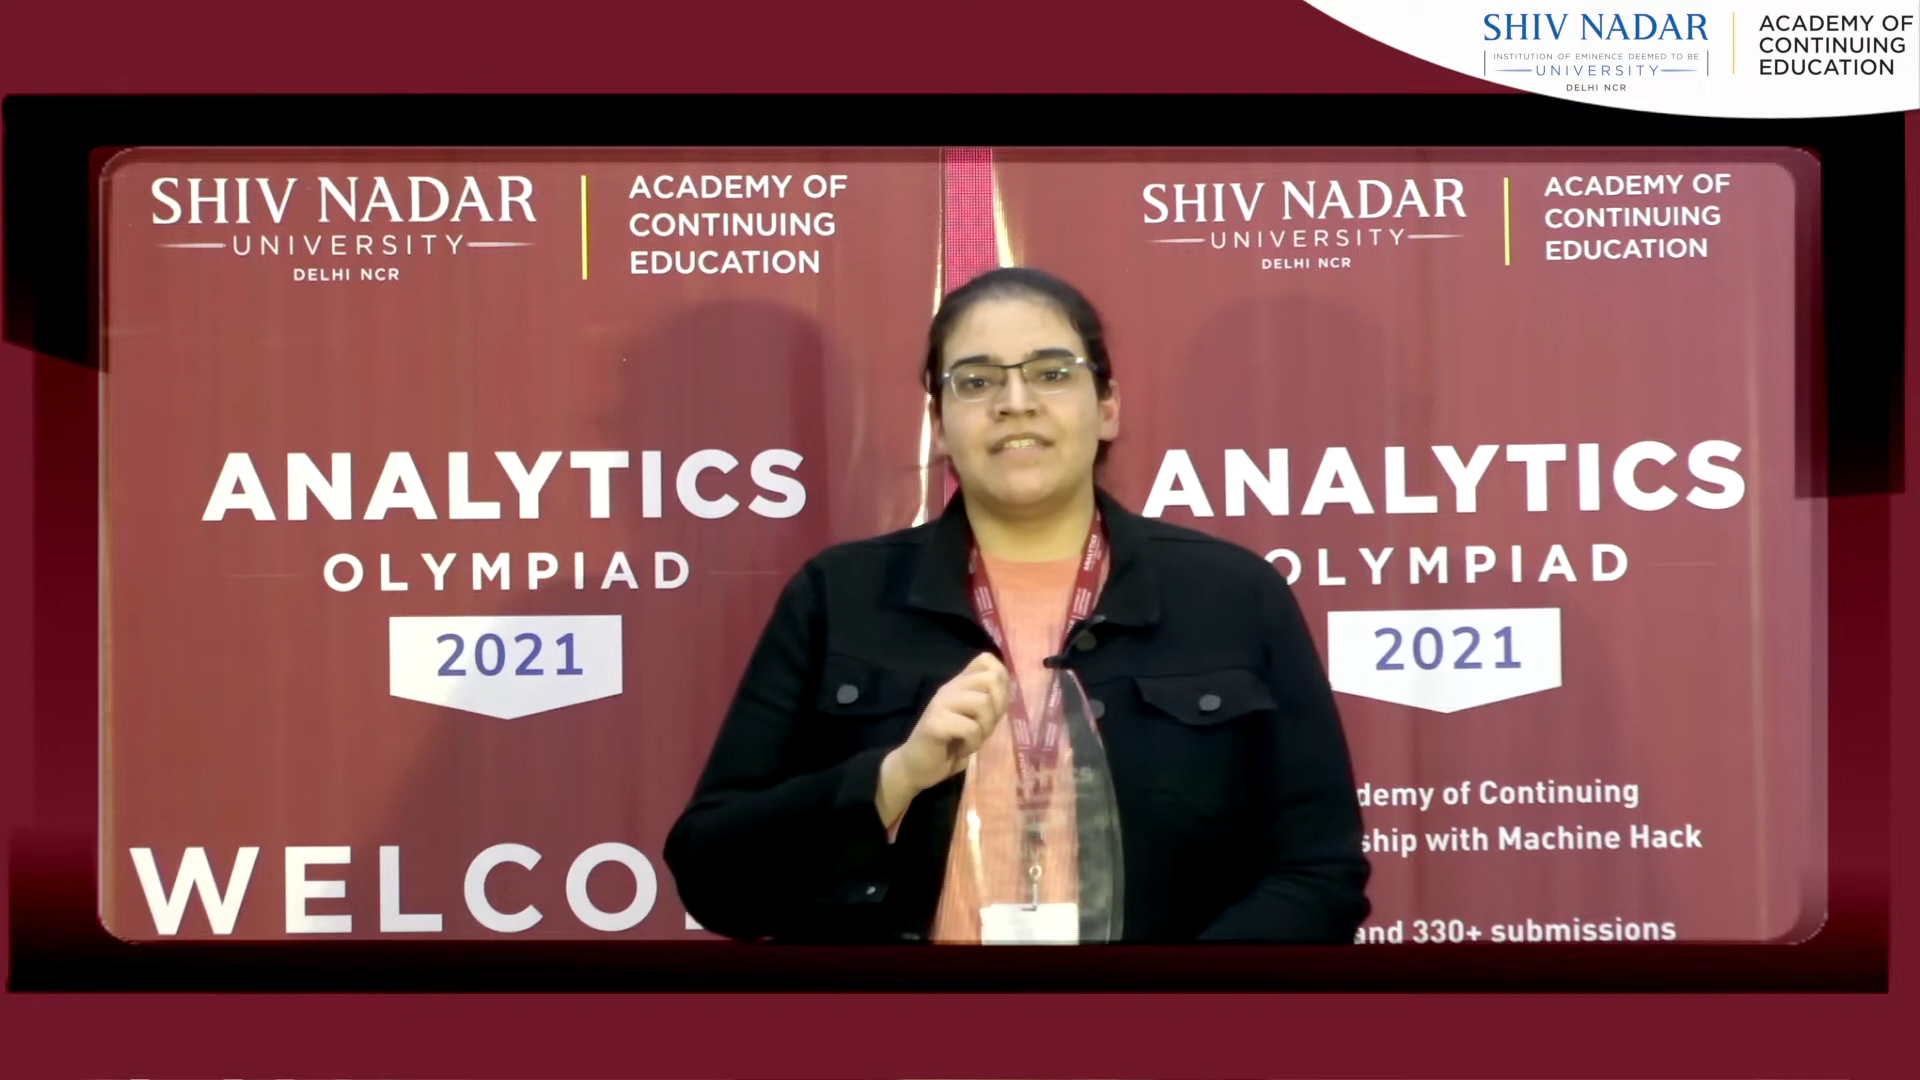 SHIV NADAR
INSTITUTION OF EMINENCE DEEMED TO BE
UNIVERSITY
DELHI NCR
ACADEMY OF
CONTINUING
EDUCATION
SHIV NADAR
UNIVERSITY
DELHI NCR
ACADEMY OF
CONTINUING
EDUCATION
ANALYTICS
OLYMPIAD
2021
WELCO
SHIV NADAR
UNIVERSITY
DELHI NCR
ACADEMY OF
CONTINUING
EDUCATION
ANALYTICS
OLYMPIAD
2021
demy of Continuing
ship with Machine Hack
and 330+ submissions
ANALYTICS